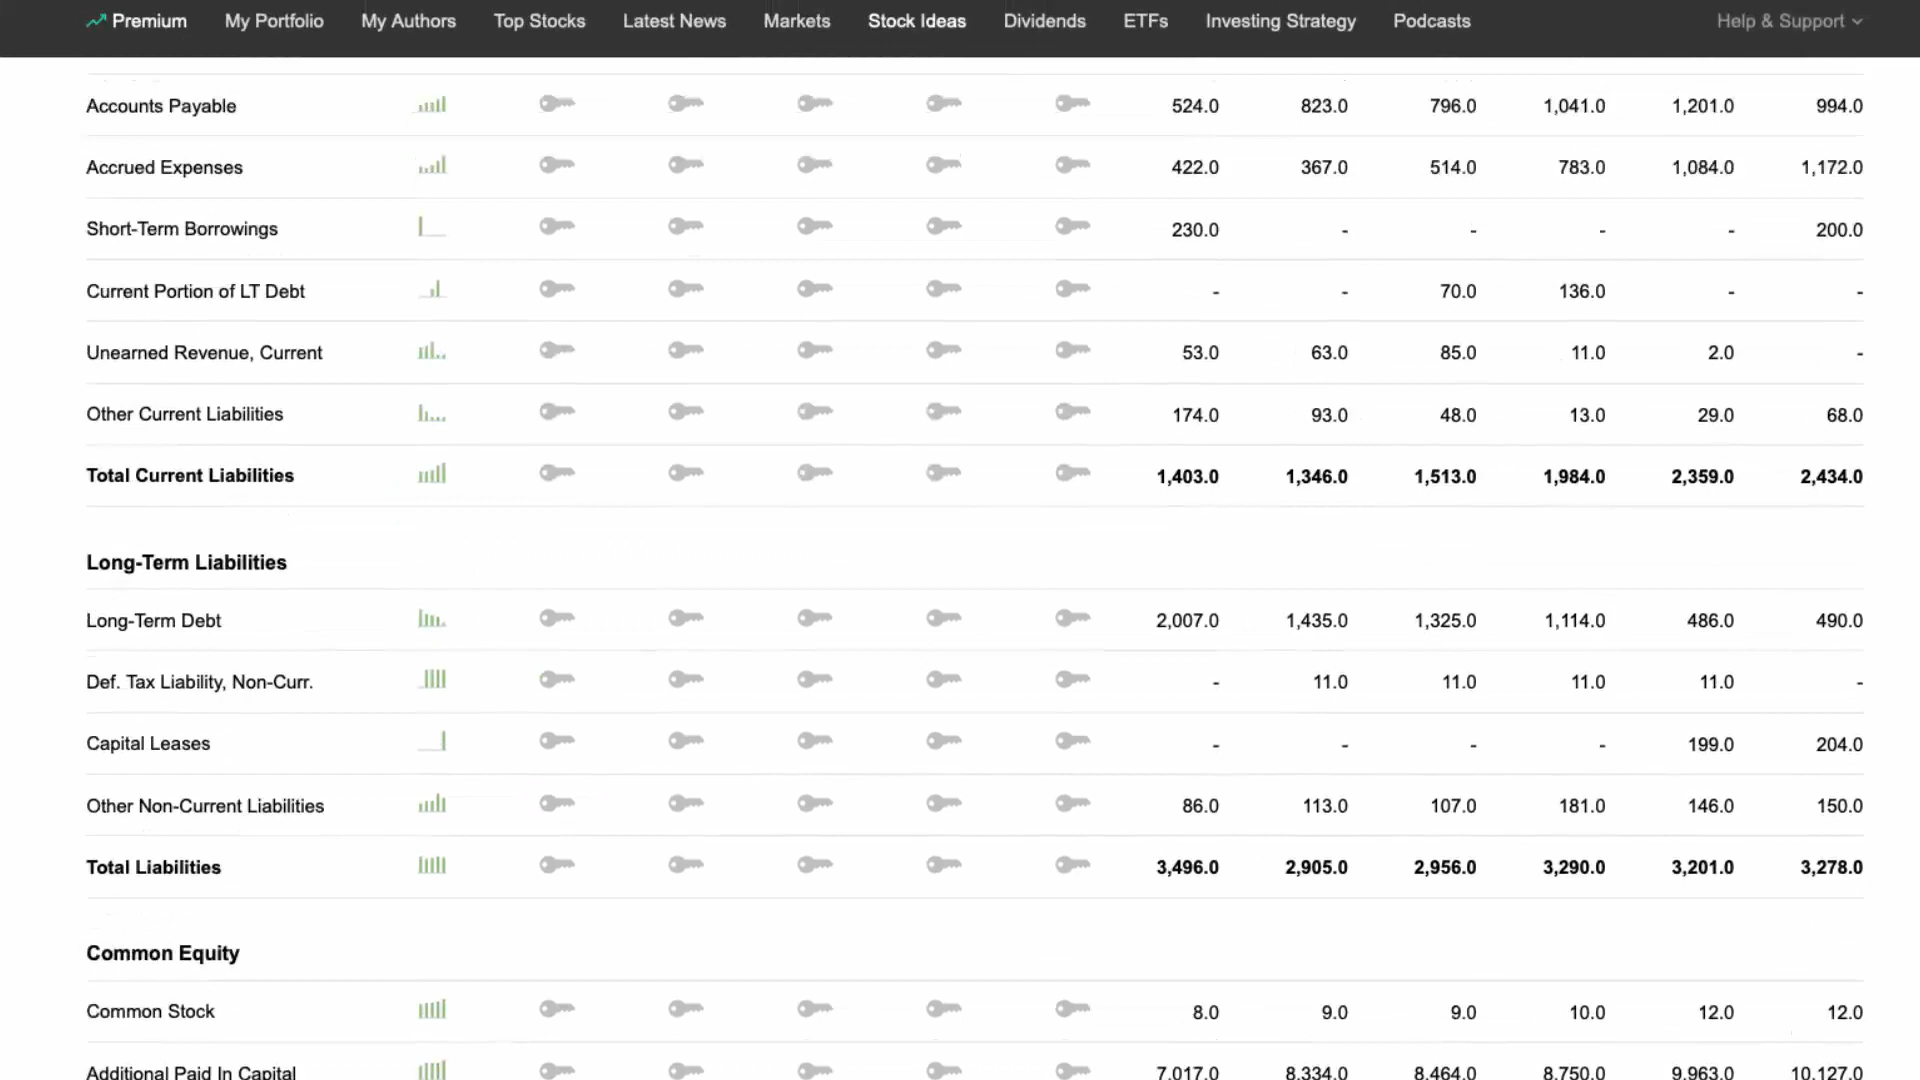 Premium My Portfolio My Authors Top Stocks Latest News Markets Stock Ideas Dividends ETFs Investing Strategy Podcasts Help & Support
Accounts Payable 524.0 823.0 796.0 1,041.0 1,201.0 994.0
Accrued Expenses 422.0 367.0 514.0 783.0 1,084.0 1,172.0
Short-Term Borrowings 230.0 - - - - 200.0
Current Portion of LT Debt - - 70.0 136.0 - -
Unearned Revenue, Current 53.0 63.0 85.0 11.0 2.0 -
Other Current Liabilities 174.0 93.0 48.0 13.0 29.0 68.0
Total Current Liabilities 1,403.0 1,346.0 1,513.0 1,984.0 2,359.0 2,434.0
Long-Term Liabilities
Long-Term Debt 2,007.0 1,435.0 1,325.0 1,114.0 486.0 490.0
Def. Tax Liability, Non-Curr. - 11.0 11.0 11.0 11.0 -
Capital Leases - - - - 199.0 204.0
Other Non-Current Liabilities 86.0 113.0 107.0 181.0 146.0 150.0
Total Liabilities 3,496.0 2,905.0 2,956.0 3,290.0 3,201.0 3,278.0
Common Equity
Common Stock 8.0 9.0 9.0 10.0 12.0 12.0
Additional Paid In Capital 7,017.0 8,334.0 8,464.0 8,750.0 9,963.0 10,127.0